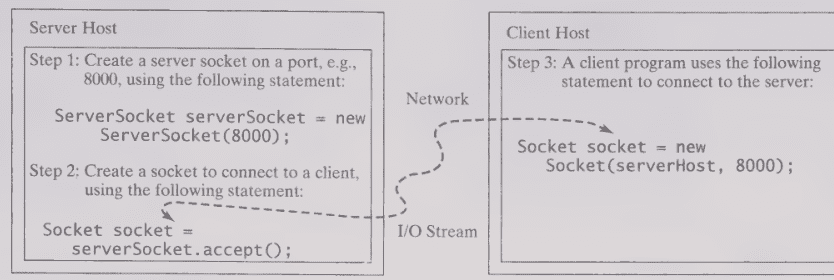 Server Host
Step 1: Create a server socket on a port, e.g.,
8000, using the following statement:
ServerSocket serverSocket = new
ServerSocket(8000);
Step 2: Create a socket to connect to a client,
using the following statement:
Socket socket =
serverSocket.accept();
Network
I/O Stream
Client Host
Step 3: A client program uses the following
statement to connect to the server:
Socket socket = new
Socket(serverHost, 8000);